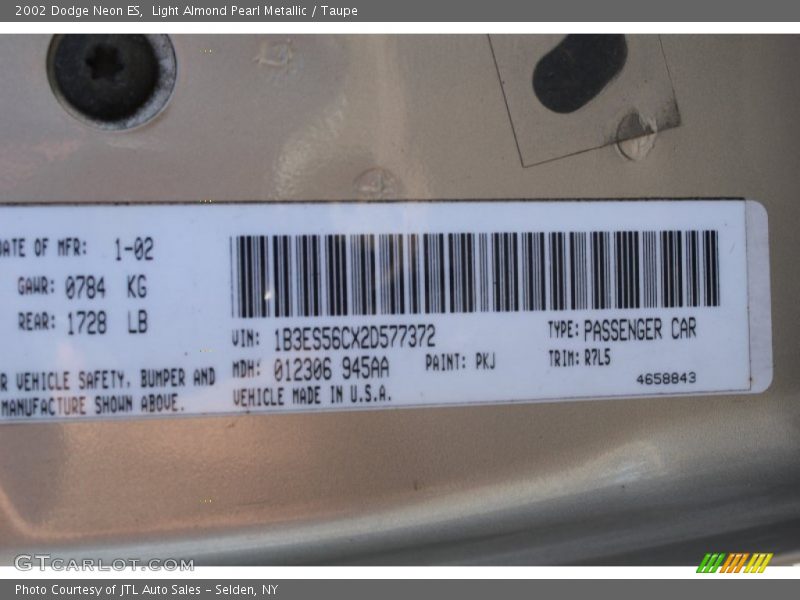 2002 Dodge Neon ES, Light Almond Pearl Metallic / Taupe
DATE OF MFR: 1-02
GAWR: 0784 KG
REAR: 1728 LB
VIN: 1B3ES56CX2D577372
TYPE: PASSENGER CAR
MDH: 012306 945AA
PAINT: PKJ
TRIM: R7L5
R VEHICLE SAFETY, BUMPER AND
VEHICLE MADE IN U.S.A.
4658843
MANUFACTURE SHOWN ABOVE.
GTCARLOT.COM
Photo Courtesy of JTL Auto Sales - Selden, NY